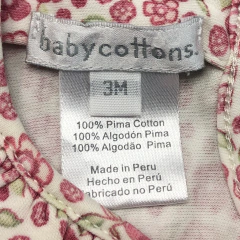 babycottons.
3M
100% Pima Cotton
100% Algodón Pima
100% Algodão Pima
Made in Peru
Hecho en Perú
Fabricado no Perú